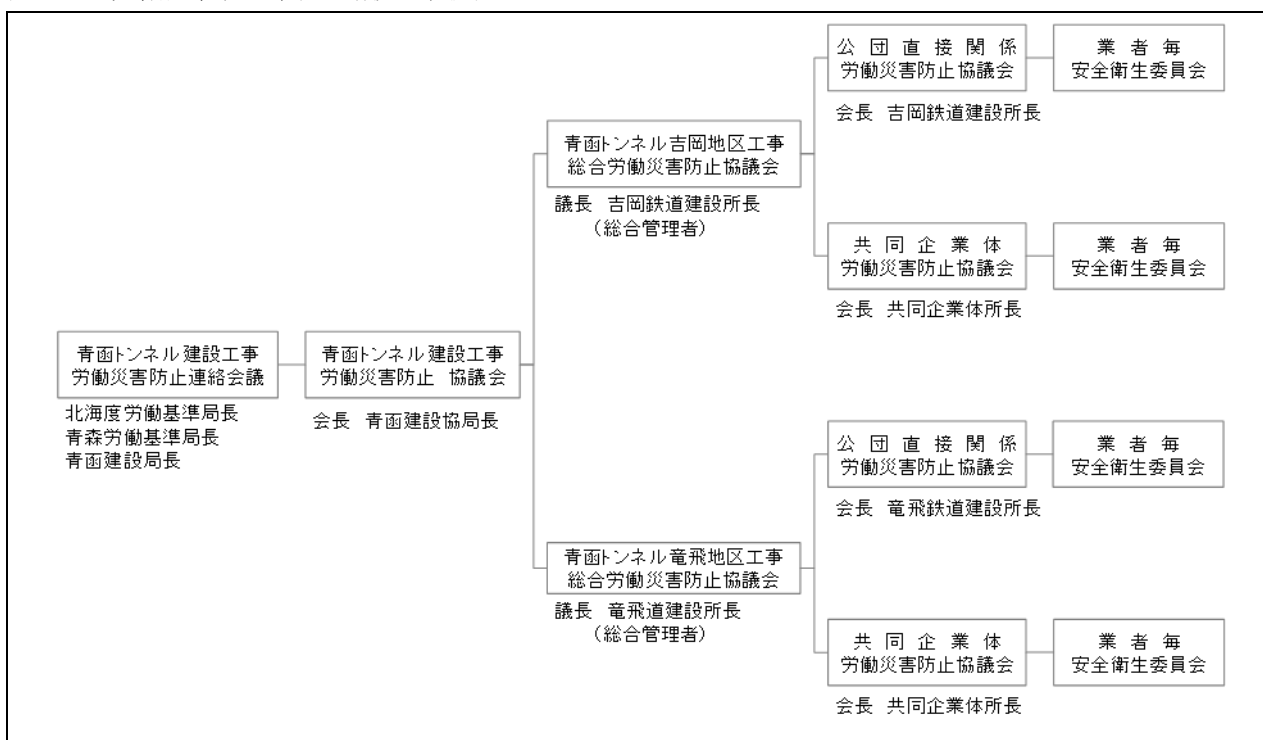 公団直接関係
労働災害防止協議会
業者毎
安全衛生委員会
会長 吉岡鉄道建設所長
青函トンネル吉岡地区工事
総合労働災害防止協議会
議長 吉岡鉄道建設所長
（総合管理者）
共同企業体
労働災害防止協議会
業者毎
安全衛生委員会
会長 共同企業体所長
青函トンネル建設工事
労働災害防止連絡会議
北海度労働基準局長
青森労働基準局長
青函建設局長
青函トンネル建設工事
労働災害防止 協議会
会長 青函建設協局長
公団直接関係
労働災害防止協議会
業者毎
安全衛生委員会
会長 竜飛鉄道建設所長
青函トンネル竜飛地区工事
総合労働災害防止協議会
議長 竜飛道建設所長
（総合管理者）
共同企業体
労働災害防止協議会
業者毎
安全衛生委員会
会長 共同企業体所長